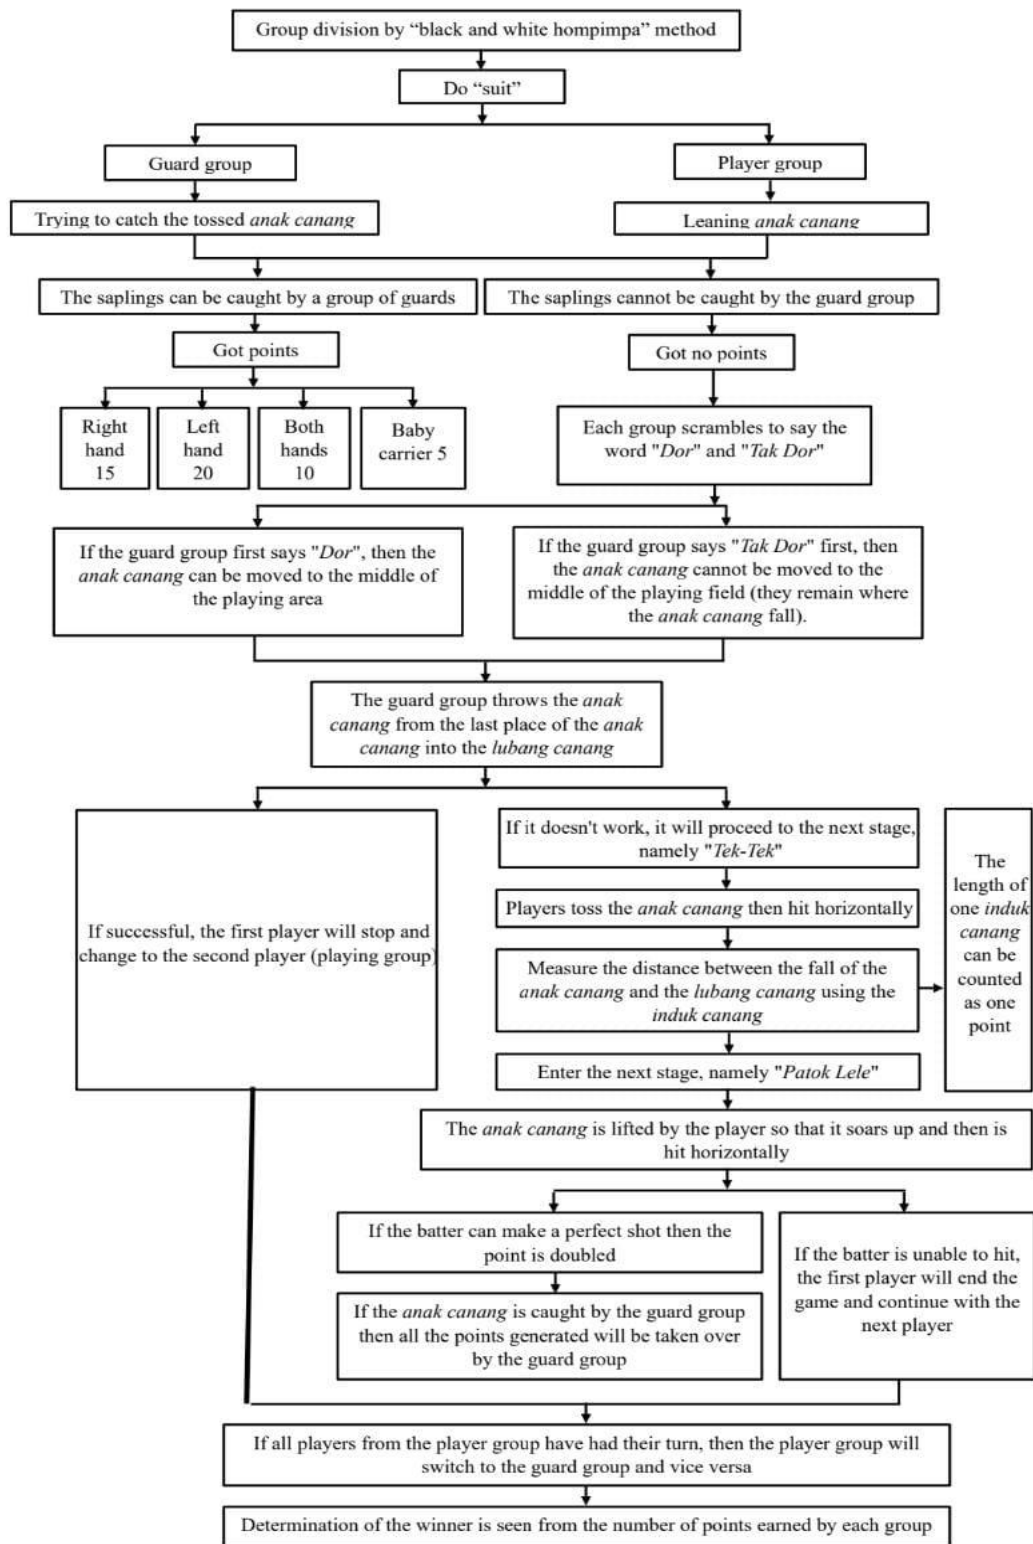 Group division by “black and white hompimpa” method
Do “suit”
Guard group
Player group
Trying to catch the tossed anak canang
Leaning anak canang
The saplings can be caught by a group of guards
The saplings cannot be caught by the guard group
Got points
Got no points
Right
hand
15
Left
hand
20
Both
hands
10
Baby
carrier 5
Each group scrambles to say the
word "Dor" and "Tak Dor"
If the guard group first says "Dor", then the
anak canang can be moved to the middle of
the playing area
If the guard group says "Tak Dor" first, then
the anak canang cannot be moved to the
middle of the playing field (they remain where
the anak canang fall).
The guard group throws the anak
canang from the last place of the anak
canang into the lubang canang
If successful, the first player will stop and
change to the second player (playing group)
If it doesn't work, it will proceed to the next stage,
namely "Tek-Tek"
Players toss the anak canang then hit horizontally
Measure the distance between the fall of the
anak canang and the lubang canang using the
induk canang
The
length of
one induk
canang
can be
counted
as one
point
Enter the next stage, namely "Patok Lele"
The anak canang is lifted by the player so that it soars up and then is
hit horizontally
If the batter can make a perfect shot then the
point is doubled
If the anak canang is caught by the guard group
then all the points generated will be taken over
by the guard group
If the batter is unable to hit,
the first player will end the
game and continue with the
next player
If all players from the player group have had their turn, then the player group will
switch to the guard group and vice versa
Determination of the winner is seen from the number of points earned by each group